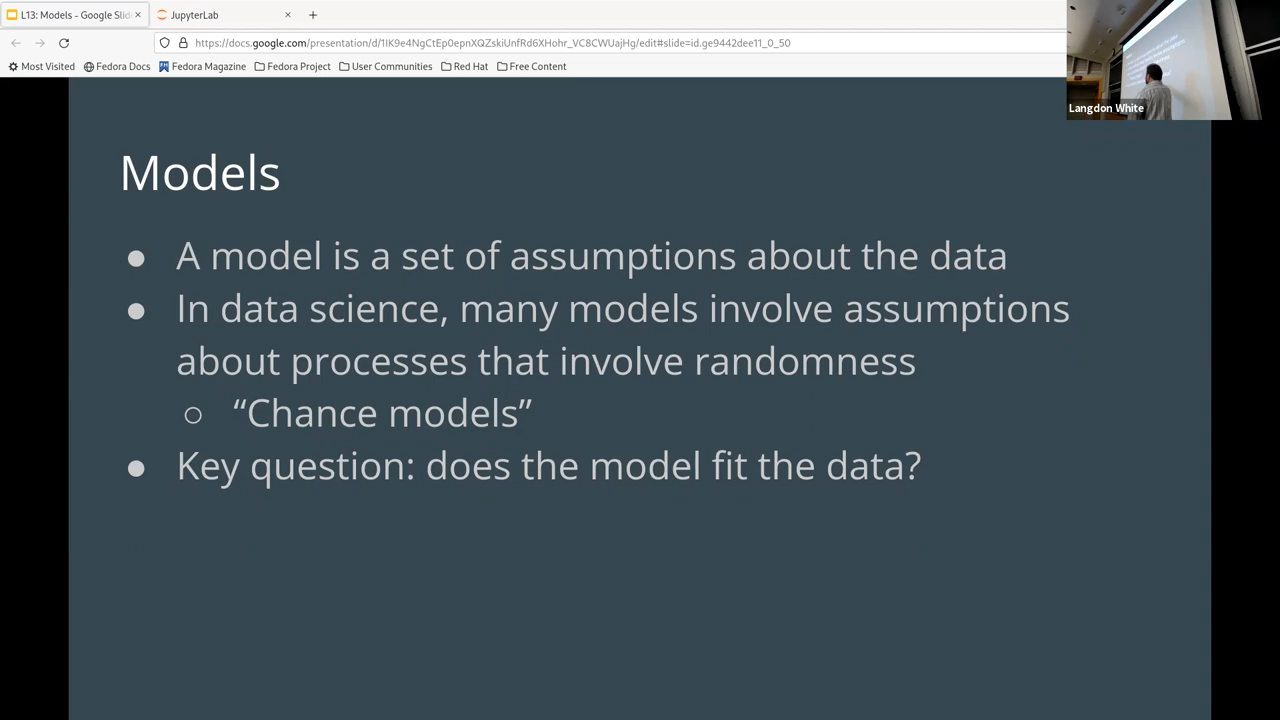 L13: Models - Google Slid
JupyterLab
https://docs.google.com/presentation/d/1IK9e4NgCtEp0epnXQZskiUnfRd6XHohr_VC8CWUajHg/edit#slide=id.ge9442dee11_0_50
Most Visited
Fedora Docs
Fedora Magazine
Fedora Project
User Communities
Red Hat
Free Content
Langdon White
Models
● A model is a set of assumptions about the data
● In data science, many models involve assumptions
about processes that involve randomness
○ “Chance models”
● Key question: does the model fit the data?